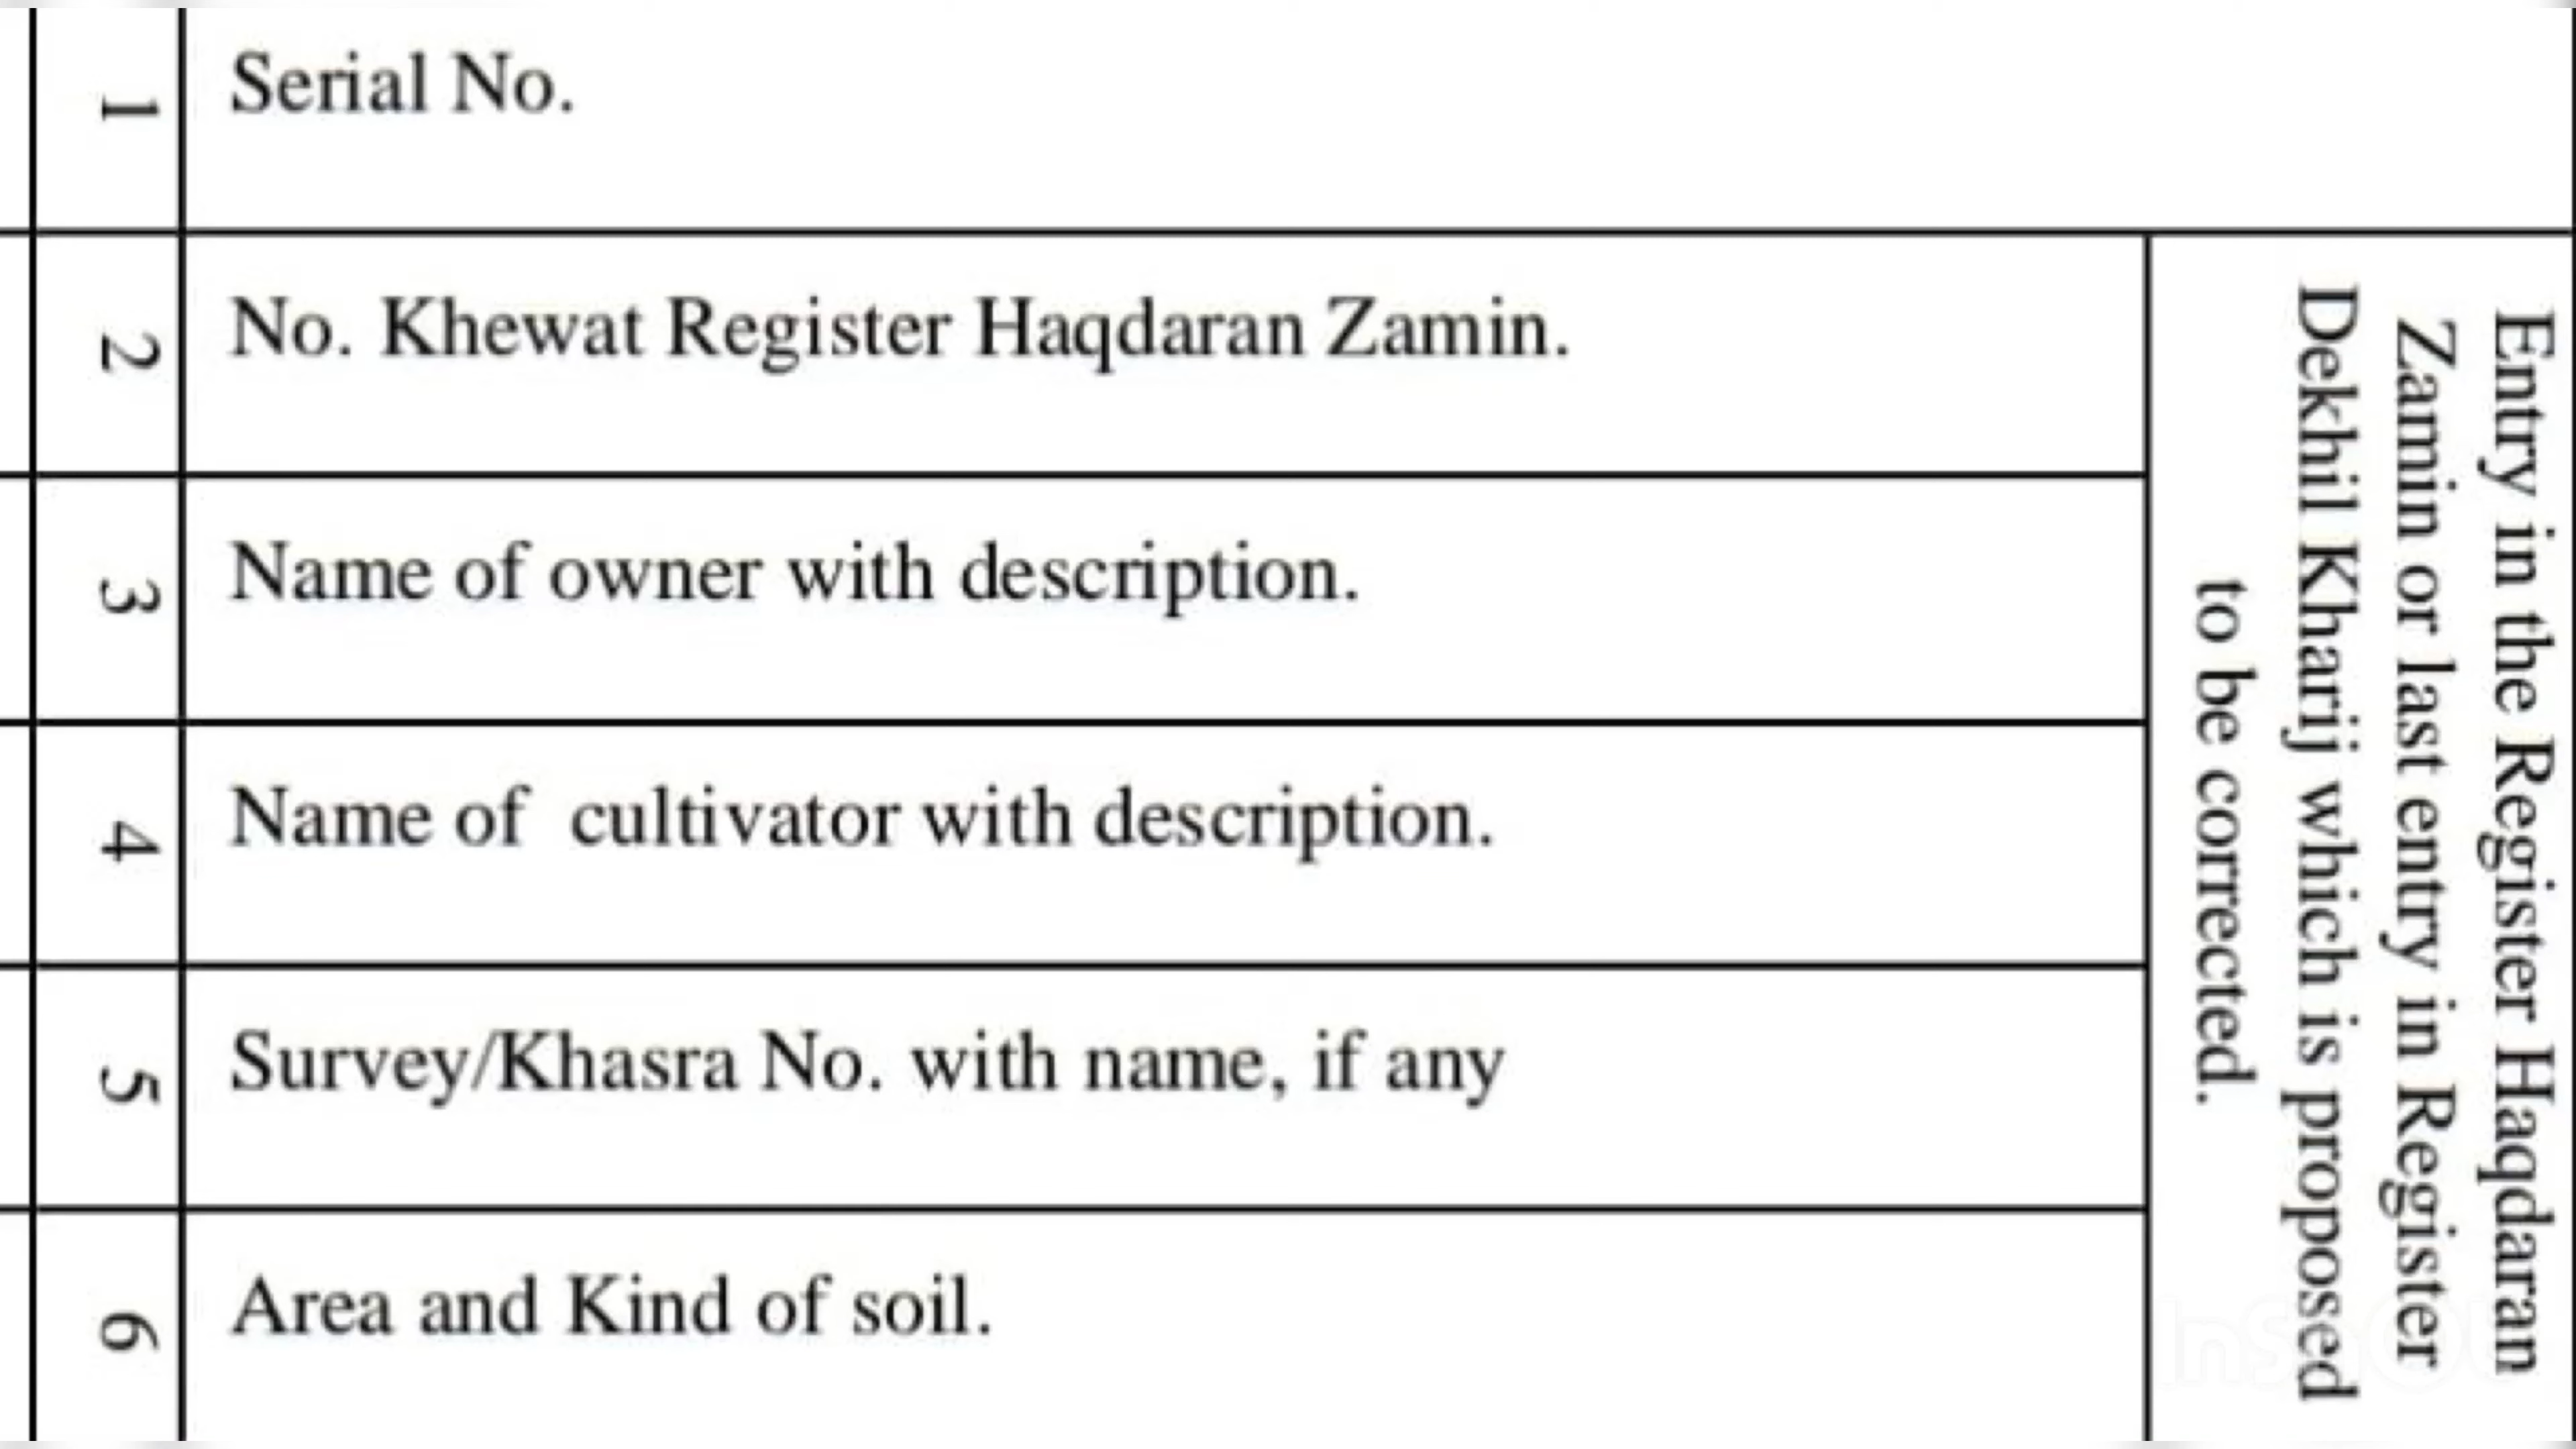 1
Serial No.
2
No. Khewat Register Haqdaran Zamin.
3
Name of owner with description.
4
Name of cultivator with description.
5
Survey/Khasra No. with name, if any
6
Area and Kind of soil.
Entry in the Register Haqdaran
Zamin or last entry in Register
Dekhil Kharij which is proposed
to be corrected.